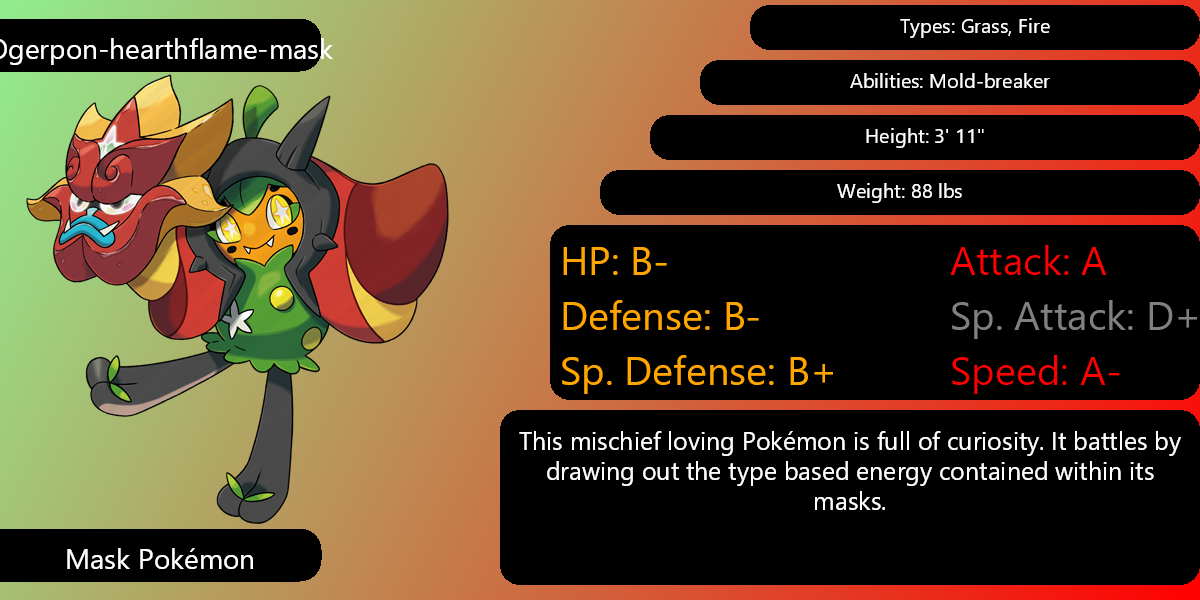 Ogerpon-hearthflame-mask
Types: Grass, Fire
Abilities: Mold-breaker
Height: 3' 11"
Weight: 88 lbs
HP: B-
Attack: A
Defense: B-
Sp. Attack: D+
Sp. Defense: B+
Speed: A-
This mischief loving Pokémon is full of curiosity. It battles by
drawing out the type based energy contained within its
masks.
Mask Pokémon